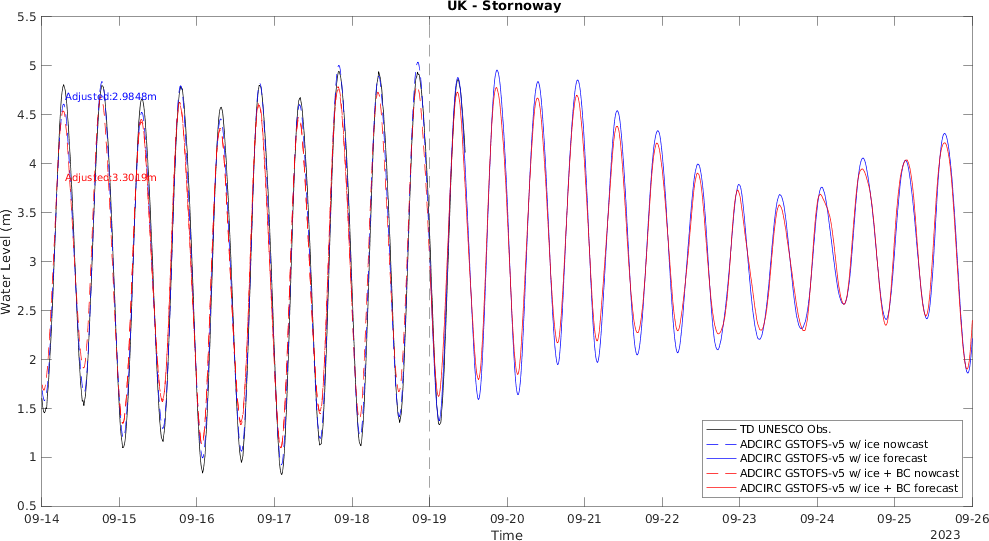 UK - Stornoway
5.5
5
4.5
4
3.5
3
2.5
2
1.5
1
0.5
Water Level (m)
Adjusted:2.9848m
Adjusted:3.3019m
TD UNESCO Obs.
ADCIRC GSTOFS-v5 w/ ice nowcast
ADCIRC GSTOFS-v5 w/ ice forecast
ADCIRC GSTOFS-v5 w/ ice + BC nowcast
ADCIRC GSTOFS-v5 w/ ice + BC forecast
09-14 09-15 09-16 09-17 09-18 09-19 09-20 09-21 09-22 09-23 09-24 09-25 09-26
Time
2023